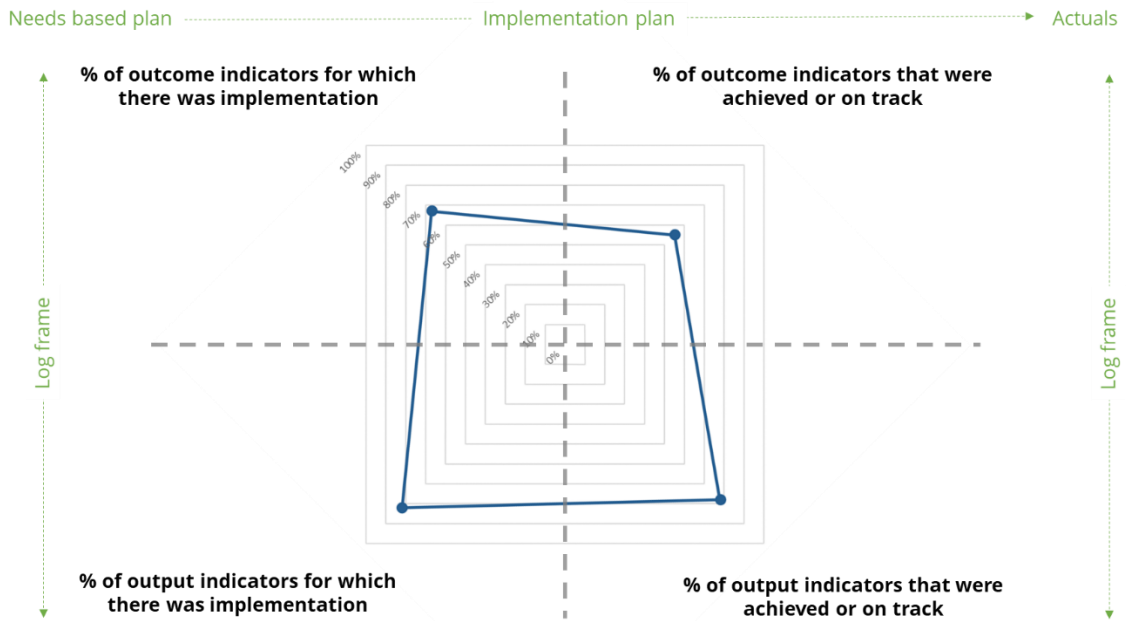 Needs based plan
Implementation plan
Actuals
% of outcome indicators for which
there was implementation
% of outcome indicators that were
achieved or on track
100%
90%
80%
70%
60%
50%
40%
30%
20%
10%
0%
Log frame
Log frame
% of output indicators for which
there was implementation
% of output indicators that were
achieved or on track